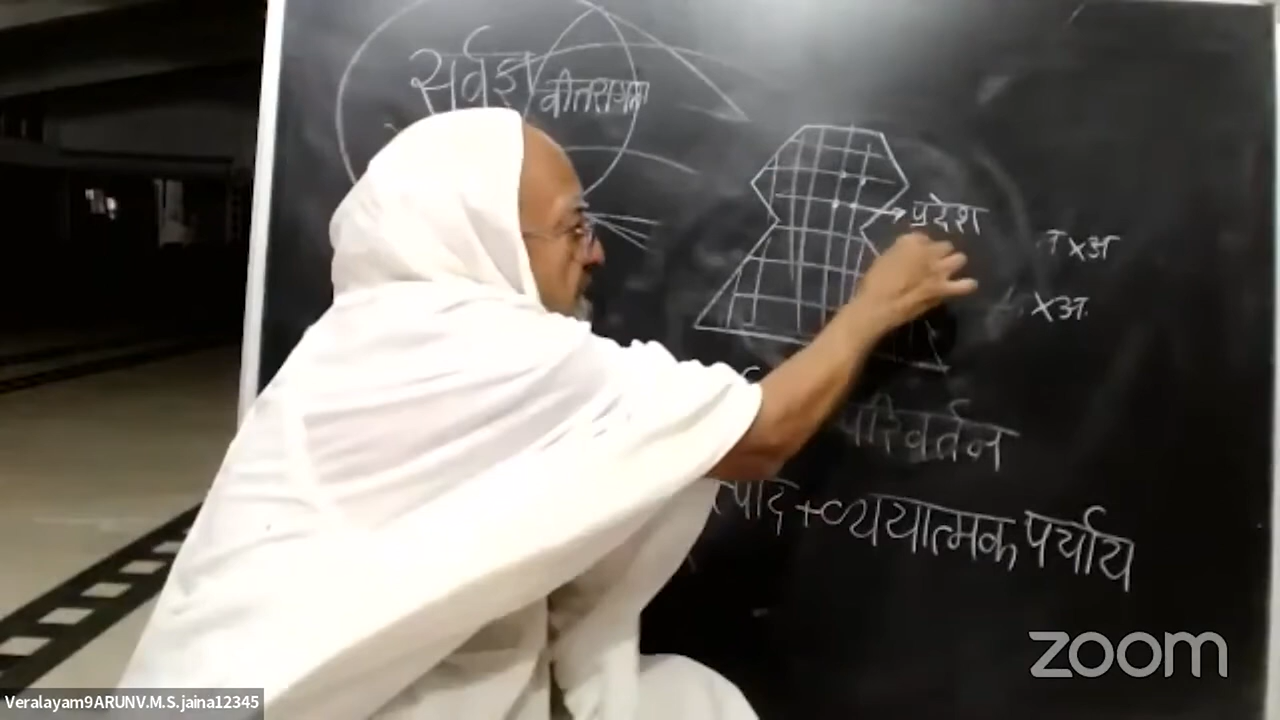 सर्वज्ञ
वीतरागता
प्रदेश
×अ
×अ
परिवर्तन
त्पाद + व्ययात्मक पर्याय
zoom
Veralayam9ARUNV.M.S.jaina12345